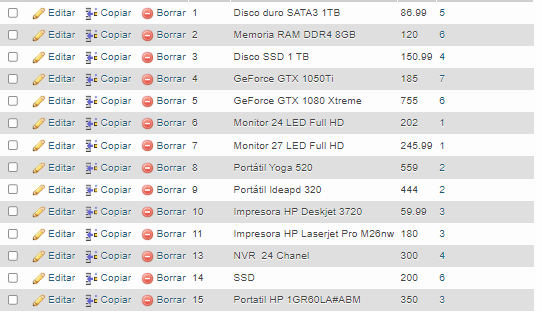 Editar Copiar Borrar 1 Disco duro SATA3 1TB 86.99 5
Editar Copiar Borrar 2 Memoria RAM DDR4 8GB 120 6
Editar Copiar Borrar 3 Disco SSD 1 TB 150.99 4
Editar Copiar Borrar 4 GeForce GTX 1050Ti 185 7
Editar Copiar Borrar 5 GeForce GTX 1080 Xtreme 755 6
Editar Copiar Borrar 6 Monitor 24 LED Full HD 202 1
Editar Copiar Borrar 7 Monitor 27 LED Full HD 245.99 1
Editar Copiar Borrar 8 Portátil Yoga 520 559 2
Editar Copiar Borrar 9 Portátil Ideapd 320 444 2
Editar Copiar Borrar 10 Impresora HP Deskjet 3720 59.99 3
Editar Copiar Borrar 11 Impresora HP Laserjet Pro M26nw 180 3
Editar Copiar Borrar 13 NVR 24 Chanel 300 4
Editar Copiar Borrar 14 SSD 200 6
Editar Copiar Borrar 15 Portatil HP 1GR60LA#ABM 350 3